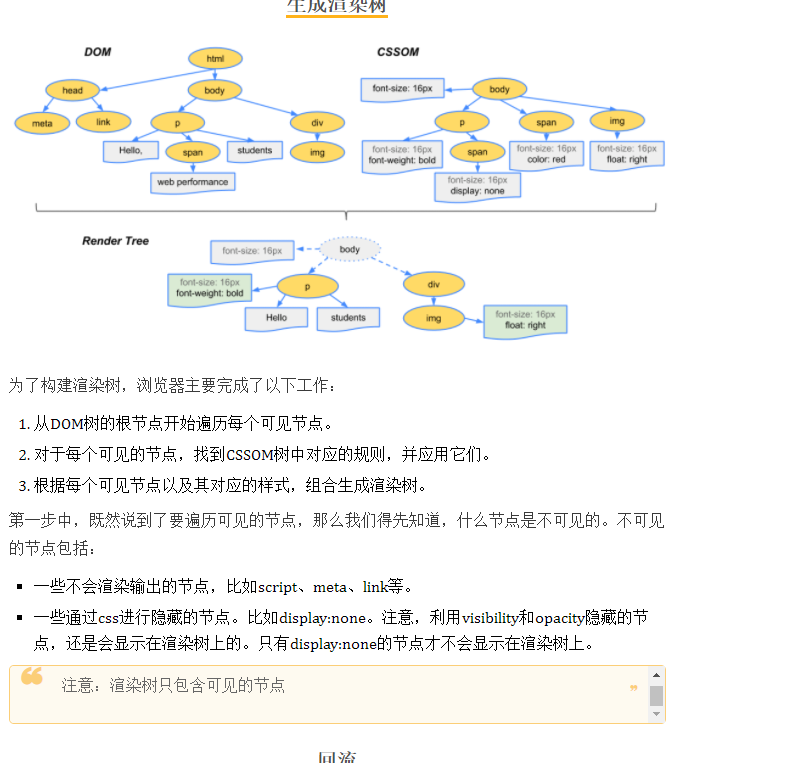 生成渲染树
DOM
CSSOM
html
head
body
meta
link
p
div
Hello,
span
students
img
web performance
font-size: 16px
body
p
span
img
font-size: 16px
font-weight: bold
span
font-size: 16px
color: red
font-size: 16px
float: right
font-size: 16px
display: none
Render Tree
font-size: 16px
body
font-size: 16px
font-weight: bold
p
div
Hello
students
img
font-size: 16px
float: right
为了构建渲染树，浏览器主要完成了以下工作：
1. 从DOM树的根节点开始遍历每个可见节点。
2. 对于每个可见的节点，找到CSSOM树中对应的规则，并应用它们。
3. 根据每个可见节点以及其对应的样式，组合生成渲染树。
第一步中，既然说到了要遍历可见的节点，那么我们得先知道，什么节点是不可见的。不可见
的节点包括：
▪ 一些不会渲染输出的节点，比如script、meta、link等。
▪ 一些通过css进行隐藏的节点。比如display:none。注意，利用visibility和opacity隐藏的节
点，还是会显示在渲染树上的。只有display:none的节点才不会显示在渲染树上。
❝ 注意：渲染树只包含可见的节点 ❞
回流